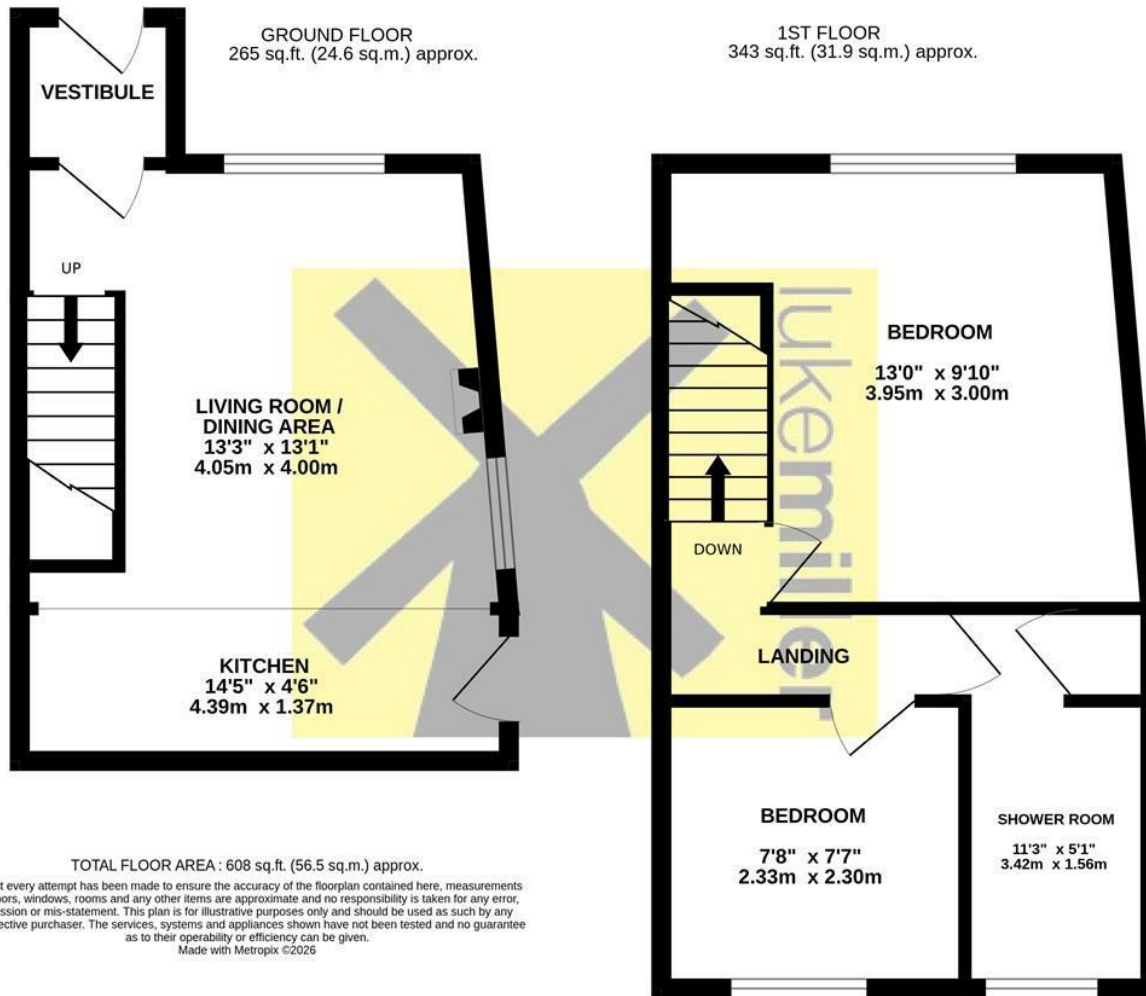 GROUND FLOOR
265 sq.ft. (24.6 sq.m.) approx.
1ST FLOOR
343 sq.ft. (31.9 sq.m.) approx.
VESTIBULE
UP
LIVING ROOM /
DINING AREA
13'3" x 13'1"
4.05m x 4.00m
KITCHEN
14'5" x 4'6"
4.39m x 1.37m
BEDROOM
13'0" x 9'10"
3.95m x 3.00m
DOWN
LANDING
BEDROOM
7'8" x 7'7"
2.33m x 2.30m
SHOWER ROOM
11'3" x 5'1"
3.42m x 1.56m
lukemiller
TOTAL FLOOR AREA : 608 sq.ft. (56.5 sq.m.) approx.
every attempt has been made to ensure the accuracy of the floorplan contained here, measurements
windows, rooms and any other items are approximate and no responsibility is taken for any error,
or mis-statement. This plan is for illustrative purposes only and should be used as such by any
purchaser. The services, systems and appliances shown have not been tested and no guarantee
as to their operability or efficiency can be given.
Made with Metropix ©2026